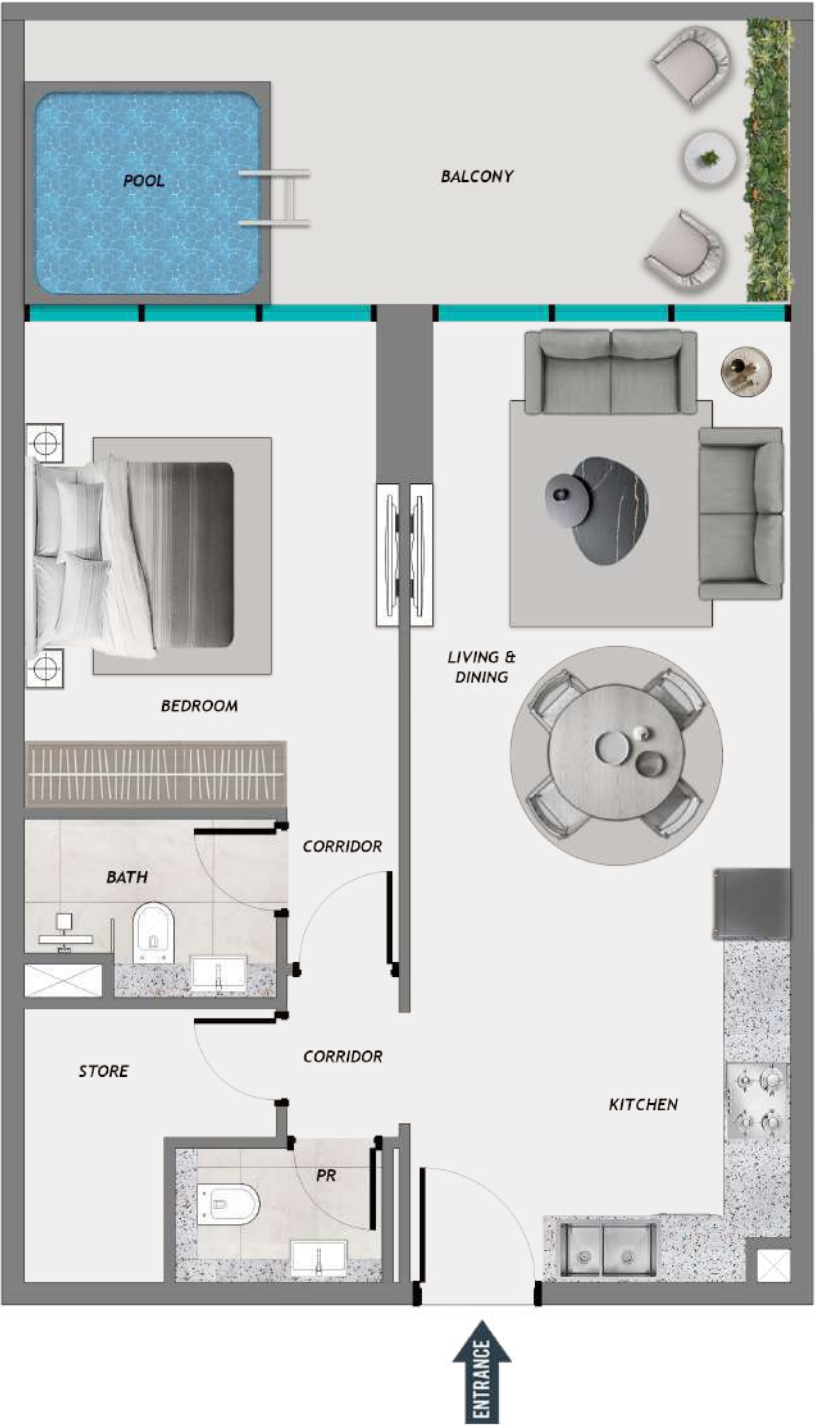 POOL
BALCONY
LIVING &
DINING
BEDROOM
CORRIDOR
BATH
CORRIDOR
STORE
KITCHEN
PR
ENTRANCE